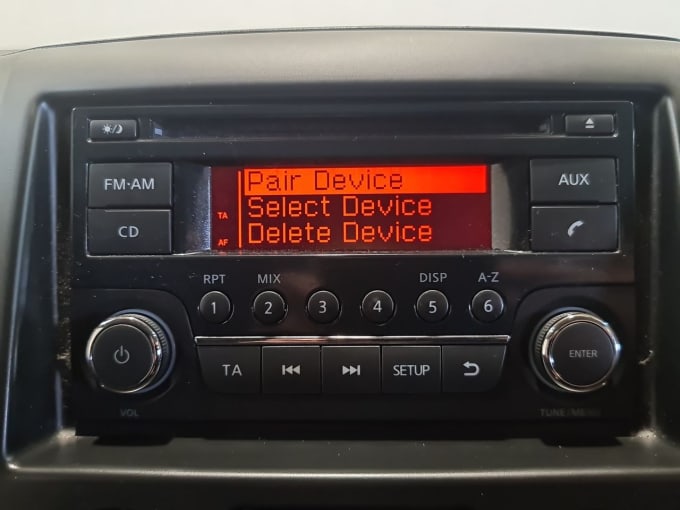 FM·AM
CD
Pair Device
Select Device
Delete Device
TA
AF
AUX
RPT
MIX
DISP
A-Z
1
2
3
4
5
6
TA
SETUP
ENTER
VOL
TUNE/MENU